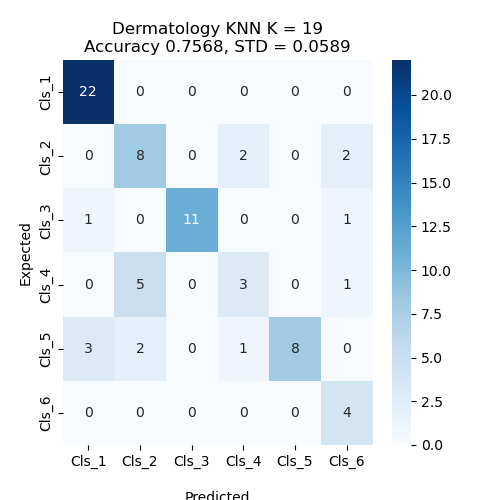 Dermatology KNN K = 19
Accuracy 0.7568, STD = 0.0589
Cls_1 22 0 0 0 0 0
Cls_2 0 8 0 2 0 2
Cls_3 1 0 11 0 0 1
Cls_4 0 5 0 3 0 1
Cls_5 3 2 0 1 8 0
Cls_6 0 0 0 0 0 4
Cls_1 Cls_2 Cls_3 Cls_4 Cls_5 Cls_6
Expected
Predicted
20.0
17.5
15.0
12.5
10.0
7.5
5.0
2.5
0.0